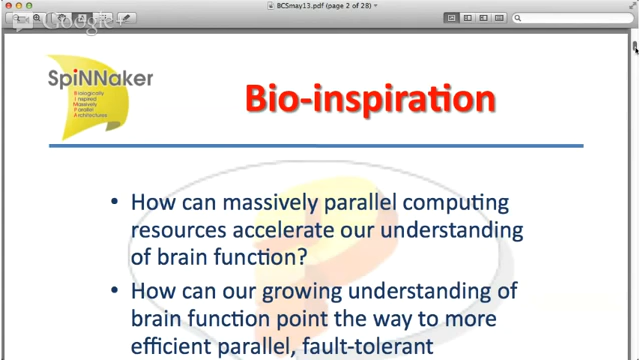 BCSmay13.pdf (page 2 of 28)
Google+
SpiNNaker
Biologically
Inspired
Massively
Parallel
Architectures
Bio-inspiration
• How can massively parallel computing
resources accelerate our understanding
of brain function?
• How can our growing understanding of
brain function point the way to more
efficient parallel, fault-tolerant